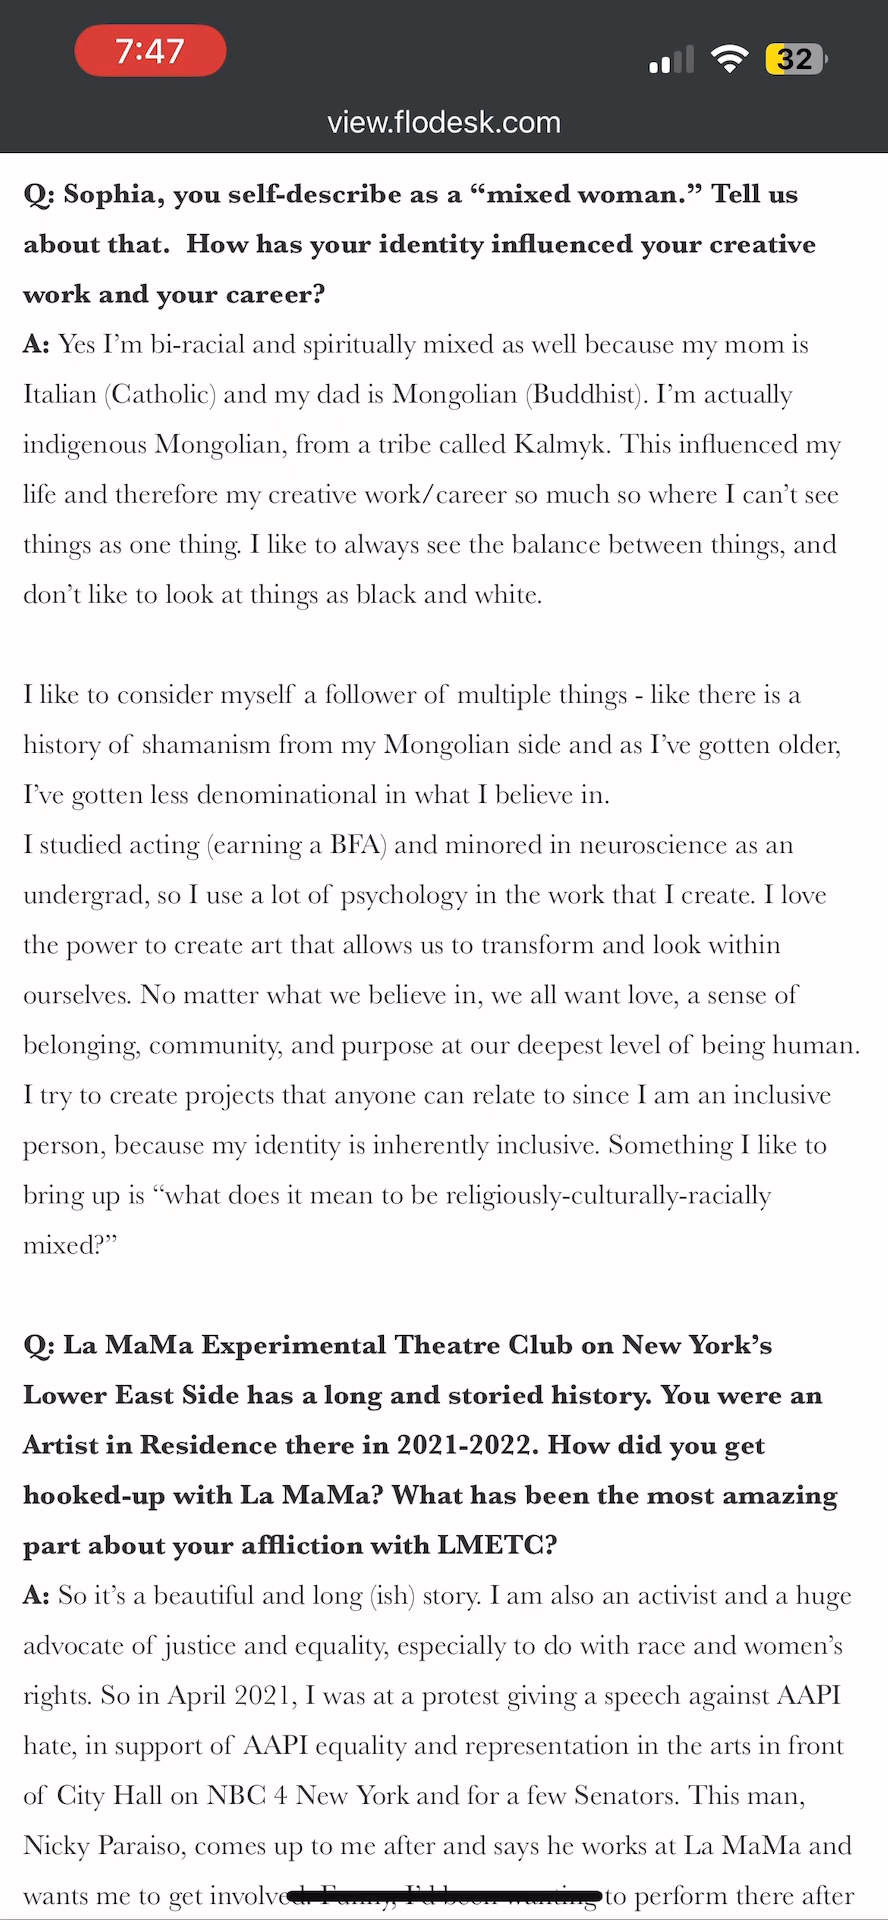 7:47
32
view.flodesk.com
Q: Sophia, you self-describe as a “mixed woman.” Tell us
about that.  How has your identity influenced your creative
work and your career?
A: Yes I’m bi-racial and spiritually mixed as well because my mom is
Italian (Catholic) and my dad is Mongolian (Buddhist). I’m actually
indigenous Mongolian, from a tribe called Kalmyk. This influenced my
life and therefore my creative work/career so much so where I can’t see
things as one thing. I like to always see the balance between things, and
don’t like to look at things as black and white.
I like to consider myself a follower of multiple things - like there is a
history of shamanism from my Mongolian side and as I’ve gotten older,
I’ve gotten less denominational in what I believe in.
I studied acting (earning a BFA) and minored in neuroscience as an
undergrad, so I use a lot of psychology in the work that I create. I love
the power to create art that allows us to transform and look within
ourselves. No matter what we believe in, we all want love, a sense of
belonging, community, and purpose at our deepest level of being human.
I try to create projects that anyone can relate to since I am an inclusive
person, because my identity is inherently inclusive. Something I like to
bring up is “what does it mean to be religiously-culturally-racially
mixed?”
Q: La MaMa Experimental Theatre Club on New York’s
Lower East Side has a long and storied history. You were an
Artist in Residence there in 2021-2022. How did you get
hooked-up with La MaMa? What has been the most amazing
part about your affliction with LMETC?
A: So it’s a beautiful and long (ish) story. I am also an activist and a huge
advocate of justice and equality, especially to do with race and women’s
rights. So in April 2021, I was at a protest giving a speech against AAPI
hate, in support of AAPI equality and representation in the arts in front
of City Hall on NBC 4 New York and for a few Senators. This man,
Nicky Paraiso, comes up to me after and says he works at La MaMa and
wants me to get involved. Funny, I’d been wanting to perform there after